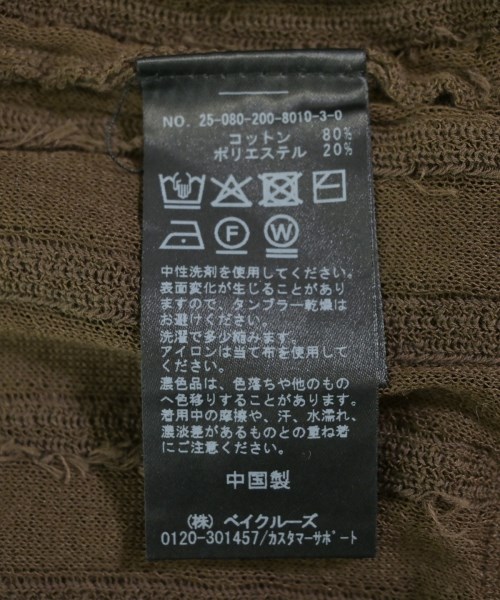 NO. 25-080-200-8010-3-0
コットン 80%
ポリエステル 20%
F
W
中性洗剤を使用してください。
表面変化が生じることがあり
ますので、タンブラー乾燥は
お避けください。
洗濯で多少縮みます。
アイロンは当て布を使用して
ください。
濃色品は、色落ちや他のもの
へ色移りすることがあります。
着用中の摩擦や、汗、水濡れ、
濃淡差があるものとの重ね着
にご注意ください。
中国製
(株) ベイクルーズ
0120-301457/カスタマーサポート